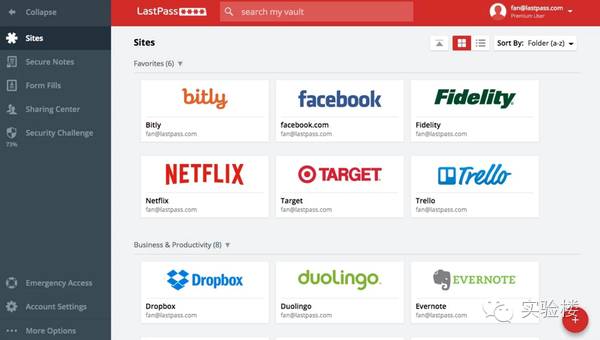 Collapse
LastPass
search my vault
fan@lastpass.com
Premium User
Sites
Secure Notes
Form Fills
Sharing Center
Security Challenge
73%
Emergency Access
Account Settings
More Options
Sites
Sort By: Folder (a-z)
Favorites (6)
bitly
Bitly
fan@lastpass.com
facebook
facebook.com
fan@lastpass.com
Fidelity
Fidelity
fan@lastpass.com
NETFLIX
Netflix
fan@lastpass.com
TARGET
Target
fan@lastpass.com
Trello
Trello
fan@lastpass.com
Business & Productivity (8)
Dropbox
Dropbox
fan@lastpass.com
duolingo
Duolingo
fan@lastpass.com
EVERNOTE
Evernote
fan@lastpass.com
实验楼